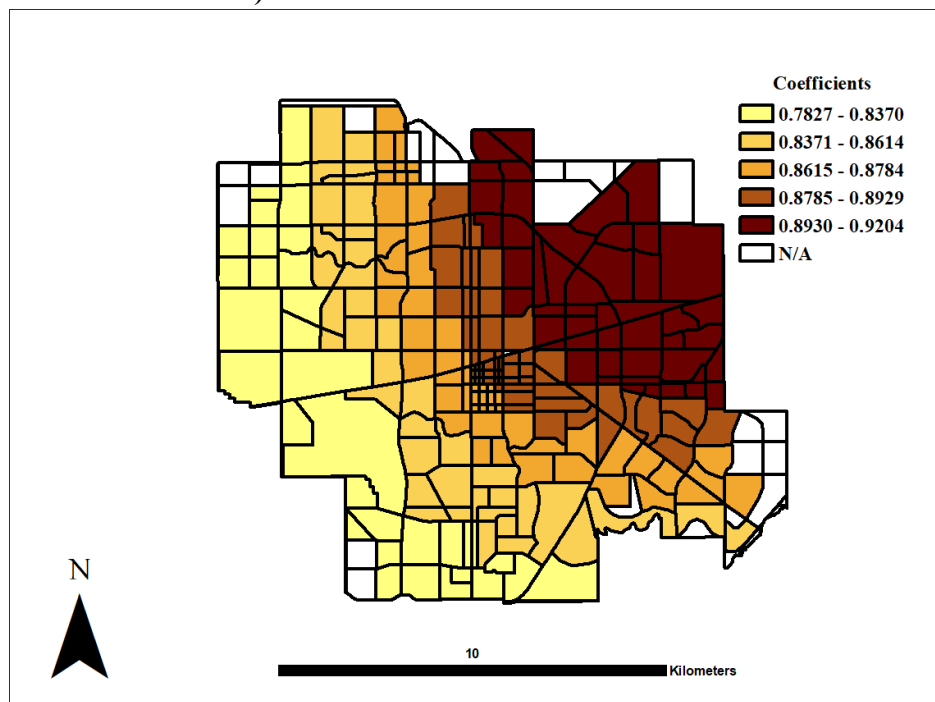 )
Coefficients
0.7827 - 0.8370
0.8371 - 0.8614
0.8615 - 0.8784
0.8785 - 0.8929
0.8930 - 0.9204
N/A
N
10
Kilometers